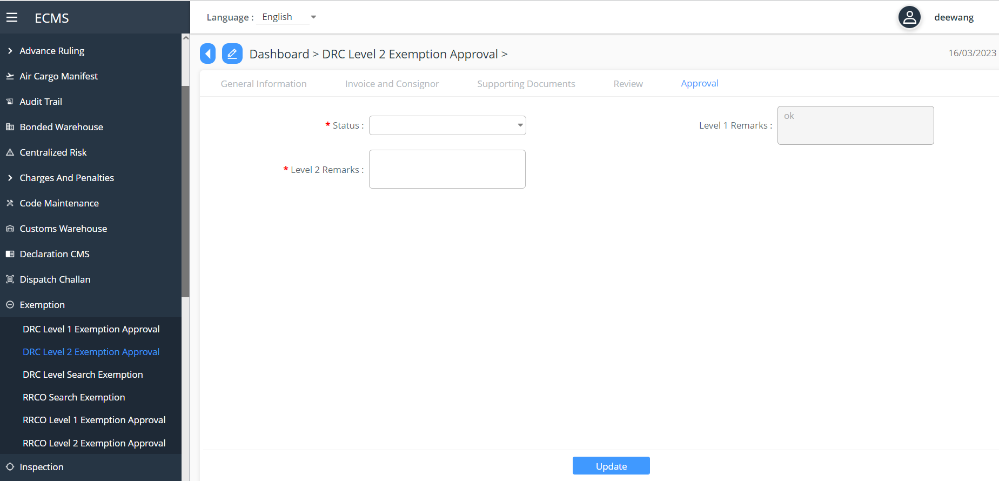 ECMS
Language : English
deewang
Advance Ruling
Air Cargo Manifest
Audit Trail
Bonded Warehouse
Centralized Risk
Charges And Penalties
Code Maintenance
Customs Warehouse
Declaration CMS
Dispatch Challan
Exemption
DRC Level 1 Exemption Approval
DRC Level 2 Exemption Approval
DRC Level Search Exemption
RRCO Search Exemption
RRCO Level 1 Exemption Approval
RRCO Level 2 Exemption Approval
Inspection
Dashboard > DRC Level 2 Exemption Approval >
16/03/2023
General Information Invoice and Consignor Supporting Documents Review Approval
* Status :
Level 1 Remarks : ok
* Level 2 Remarks :
Update